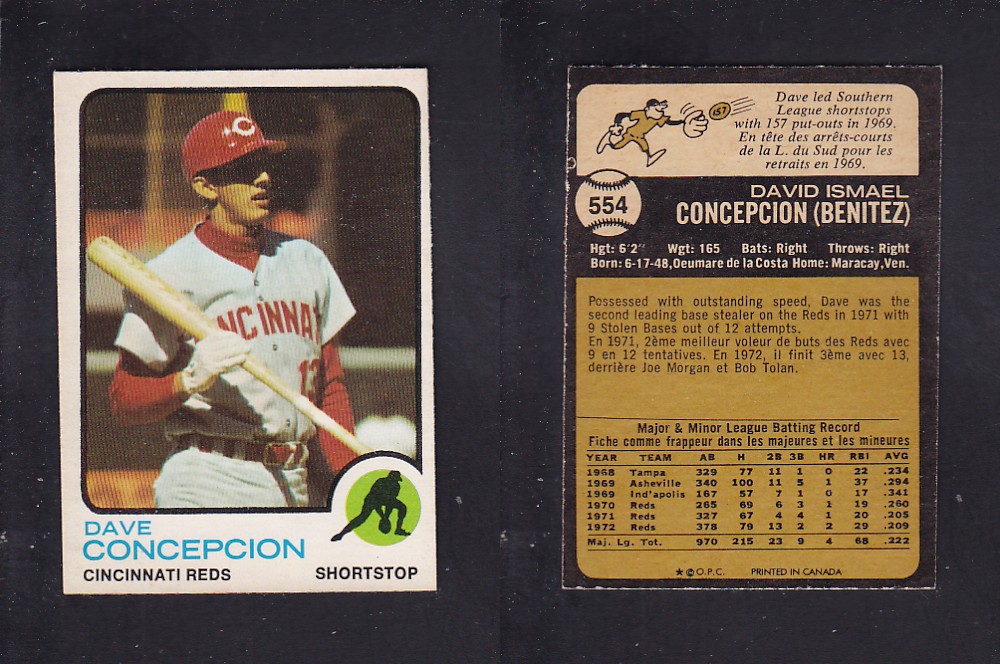 C
NCINNA
13
DAVE
CONCEPCION
CINCINNATI REDS
SHORTSTOP
157
Dave led Southern
League shortstops
with 157 put-outs in 1969.
En tête des arrêts-courts
de la L. du Sud pour les
retraits en 1969.
554
DAVID ISMAEL
CONCEPCION (BENITEZ)
Hgt: 6'2" Wgt: 165 Bats: Right Throws: Right
Born: 6-17-48, Oeumare de la Costa Home: Maracay, Ven.
Possessed with outstanding speed, Dave was the
second leading base stealer on the Reds in 1971 with
9 Stolen Bases out of 12 attempts.
En 1971, 2ème meilleur voleur de buts des Reds avec
9 en 12 tentatives. En 1972, il finit 3ème avec 13,
derrière Joe Morgan et Bob Tolan.
Major & Minor League Batting Record
Fiche comme frappeur dans les majeures et les mineures
YEAR TEAM AB H 2B 3B HR RBI AVG
1968 Tampa 329 77 11 1 0 22 .234
1969 Asheville 340 100 11 5 1 37 .294
1969 Ind'apolis 167 57 7 1 0 17 .341
1970 Reds 265 69 6 3 1 19 .260
1971 Reds 327 67 4 4 1 20 .205
1972 Reds 378 79 13 2 2 29 .209
Maj. Lg. Tot. 970 215 23 9 4 68 .222
★ © O.P.C. PRINTED IN CANADA